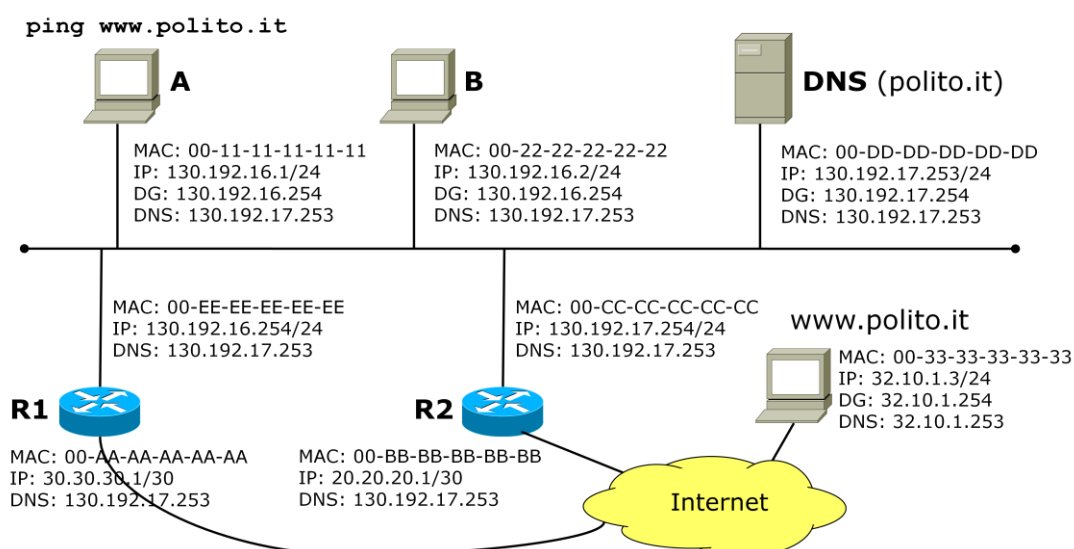 ping www.polito.it
A
MAC: 00-11-11-11-11-11
IP: 130.192.16.1/24
DG: 130.192.16.254
DNS: 130.192.17.253
B
MAC: 00-22-22-22-22-22
IP: 130.192.16.2/24
DG: 130.192.16.254
DNS: 130.192.17.253
DNS (polito.it)
MAC: 00-DD-DD-DD-DD-DD
IP: 130.192.17.253/24
DG: 130.192.17.254
DNS: 130.192.17.253
MAC: 00-EE-EE-EE-EE-EE
IP: 130.192.16.254/24
DNS: 130.192.17.253
R1
MAC: 00-AA-AA-AA-AA-AA
IP: 30.30.30.1/30
DNS: 130.192.17.253
MAC: 00-CC-CC-CC-CC-CC
IP: 130.192.17.254/24
DNS: 130.192.17.253
R2
MAC: 00-BB-BB-BB-BB-BB
IP: 20.20.20.1/30
DNS: 130.192.17.253
www.polito.it
MAC: 00-33-33-33-33-33
IP: 32.10.1.3/24
DG: 32.10.1.254
DNS: 32.10.1.253
Internet